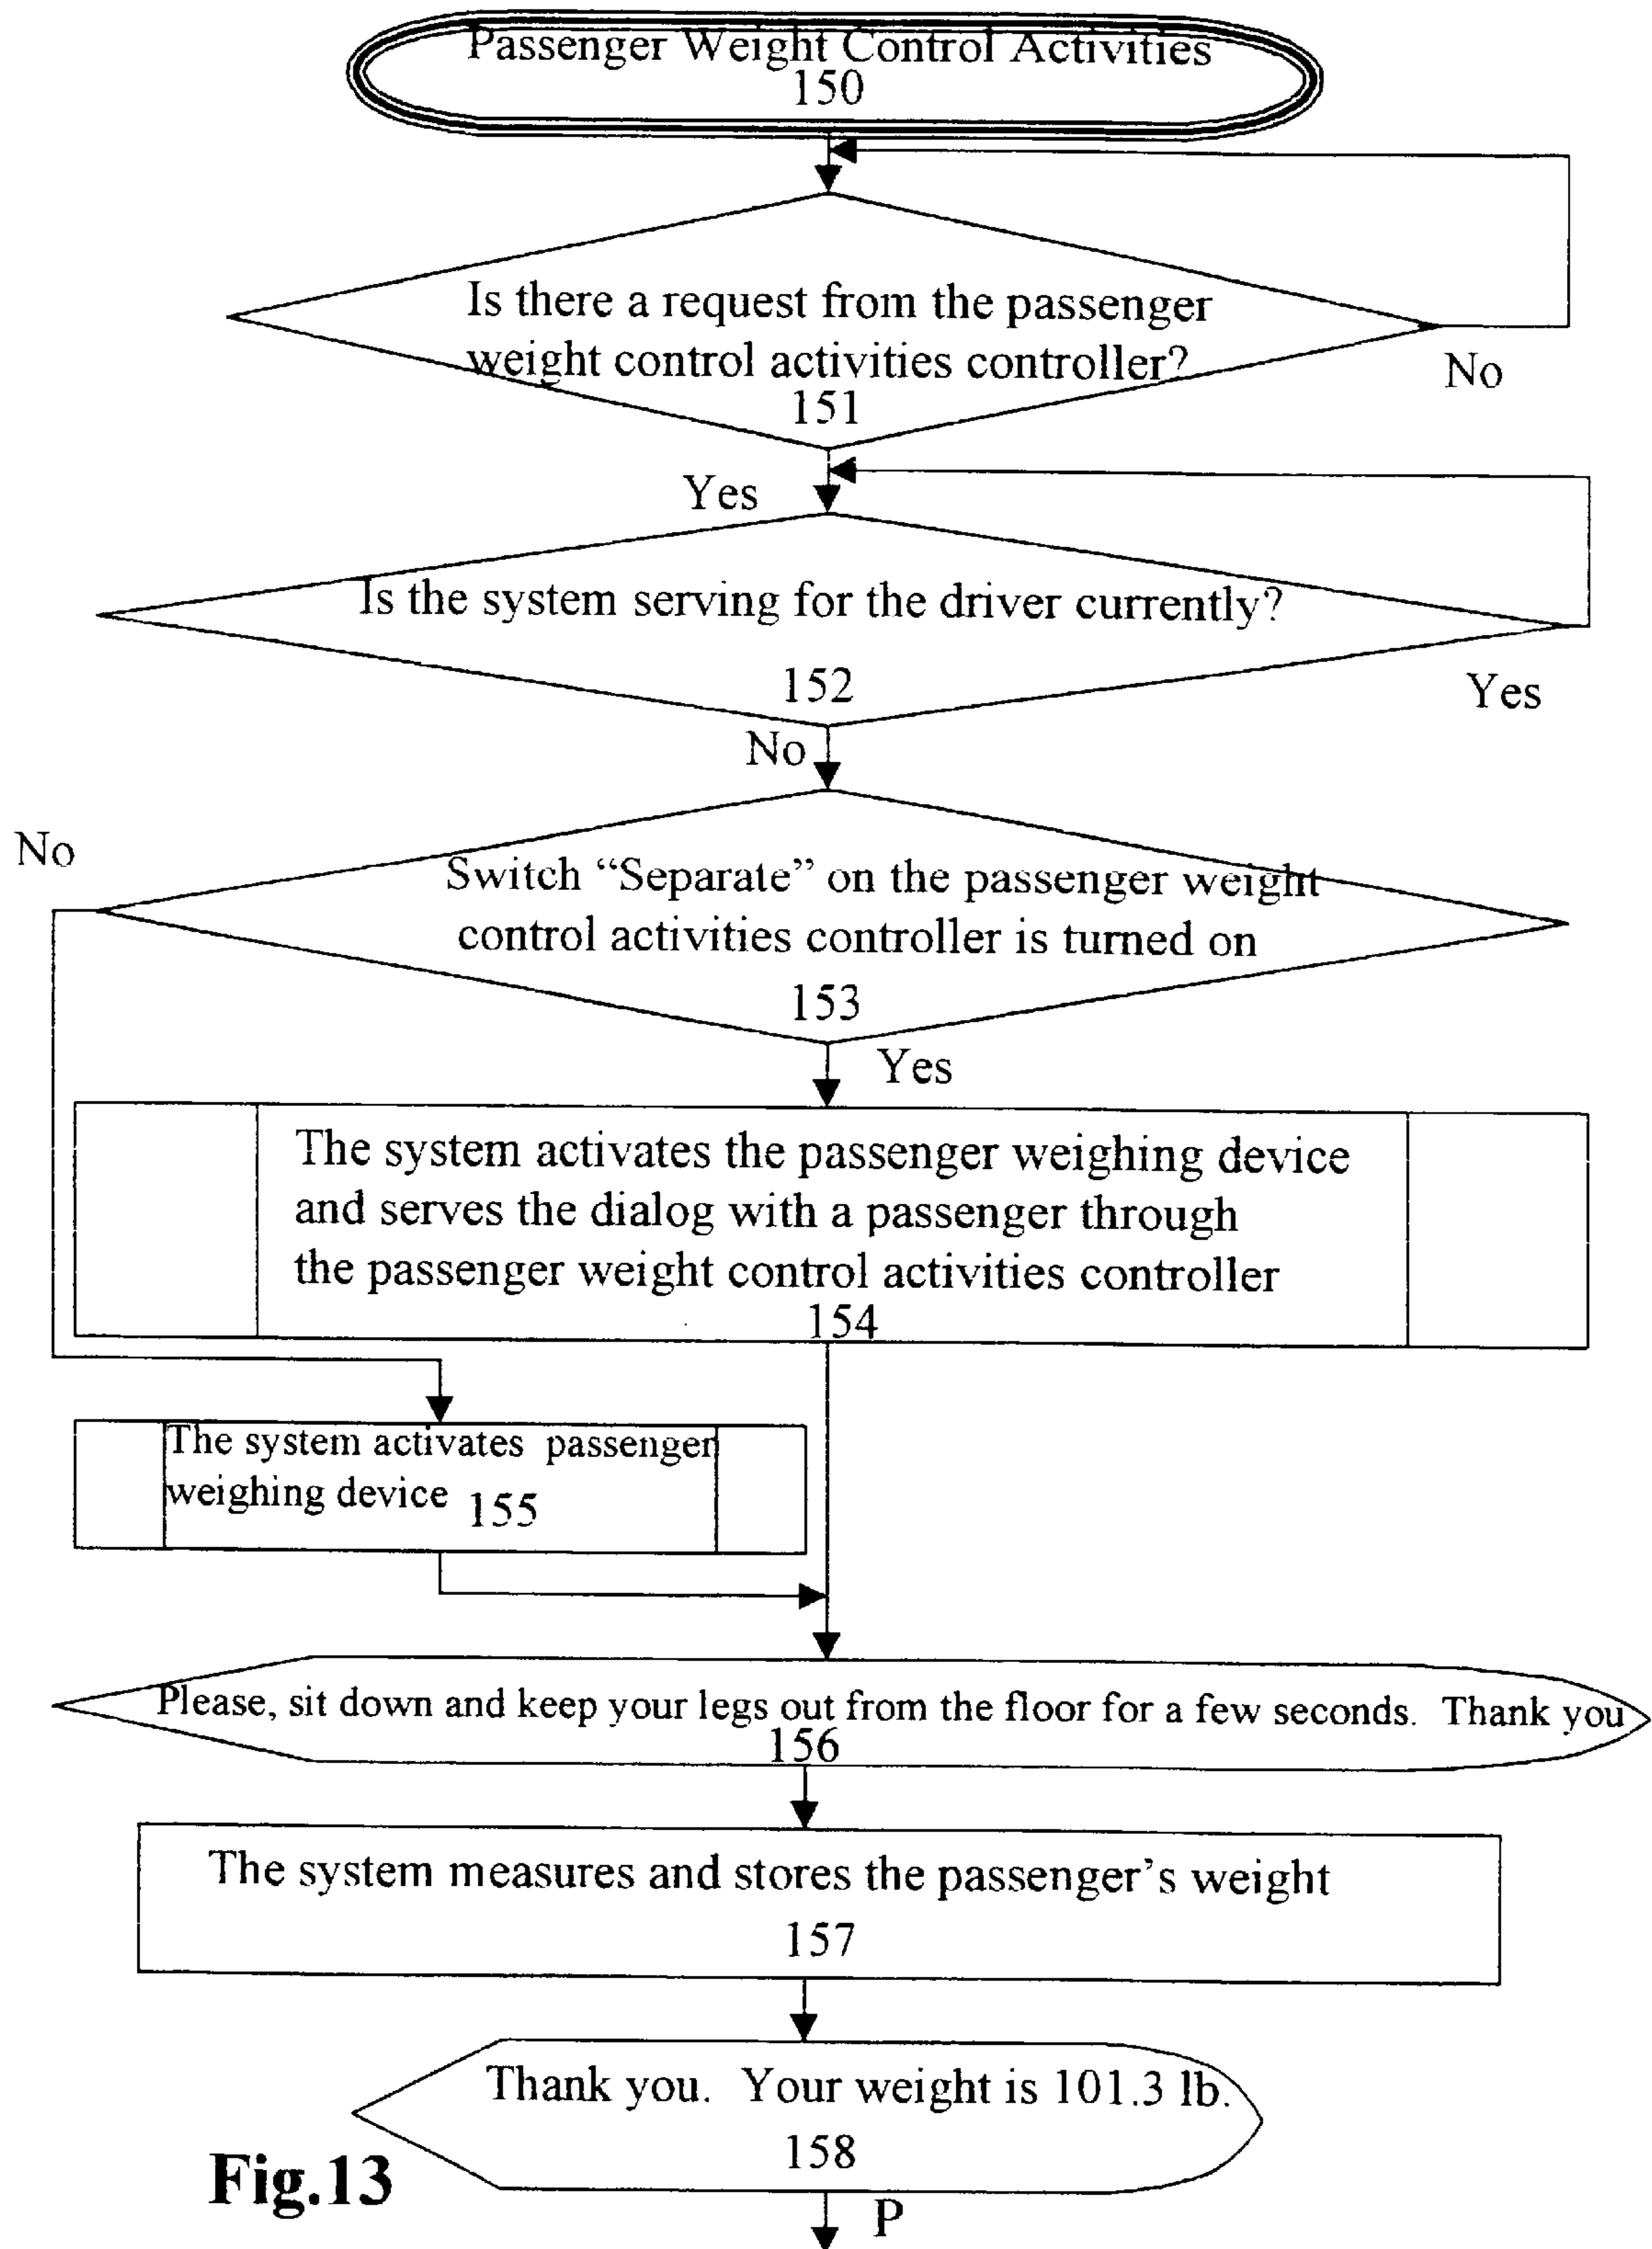 Passenger Weight Control Activities
150
Is there a request from the passenger
weight control activities controller?
151
No
Yes
Is the system serving for the driver currently?
152
Yes
No
No
Switch “Separate” on the passenger weight
control activities controller is turned on
153
Yes
The system activates the passenger weighing device
and serves the dialog with a passenger through
the passenger weight control activities controller
154
The system activates passenger
weighing device 155
Please, sit down and keep your legs out from the floor for a few seconds. Thank you
156
The system measures and stores the passenger’s weight
157
Thank you. Your weight is 101.3 lb.
158
Fig.13
P